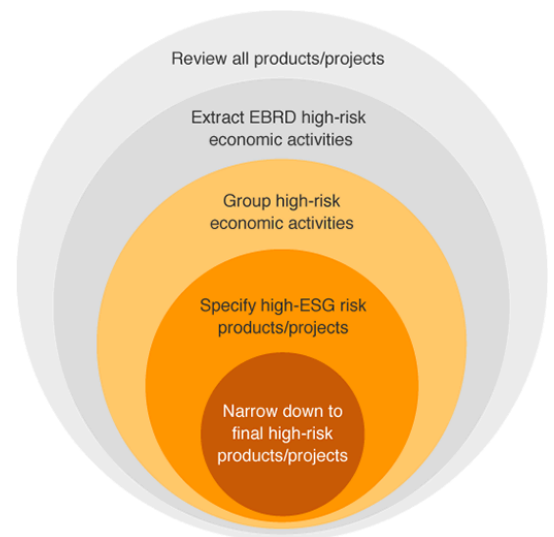 Review all products/projects
Extract EBRD high-risk
economic activities
Group high-risk
economic activities
Specify high-ESG risk
products/projects
Narrow down to
final high-risk
products/projects